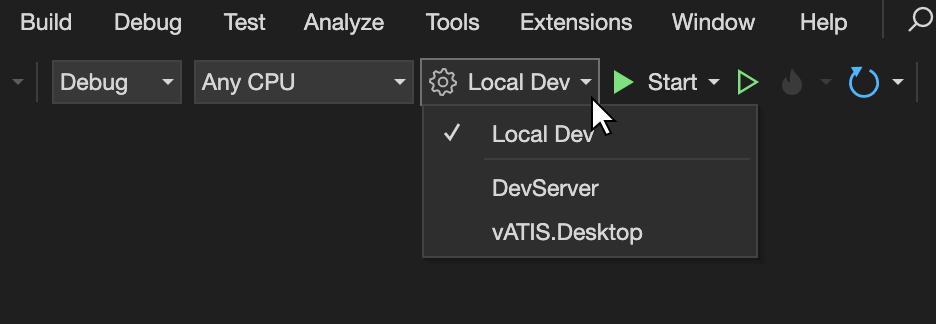 Build Debug Test Analyze Tools Extensions Window Help
Debug Any CPU Local Dev Start
Local Dev
DevServer
vATIS.Desktop